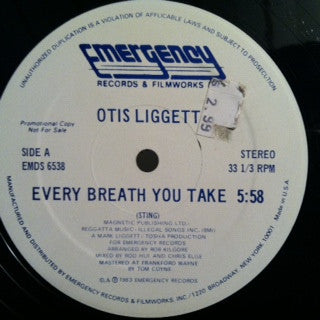 UNAUTHORIZED DUPLICATION IS A VIOLATION OF APPLICABLE LAWS AND SUBJECT TO PROSECUTION
Emergency
RECORDS & FILMWORKS
$2.99
OTIS LIGGETT
Promotional Copy
Not For Sale
SIDE A
EMDS 6538
STEREO
33 1/3 RPM
EVERY BREATH YOU TAKE 5:58
(STING)
MAGNETIC PUBLISHING LTD./
REGGATTA MUSIC-ILLEGAL SONGS INC. (BMI)
A MARK LIGGETT-TOSHA PRODUCTION
FOR EMERGENCY RECORDS
ARRANGED BY ROB KILGORE
MIXED BY ROD HUI AND CHRIS ELGE
MASTERED AT FRANKFORD WAYNE
BY TOM COYNE
© ℗ 1983 EMERGENCY RECORDS
MANUFACTURED AND DISTRIBUTED BY EMERGENCY RECORDS & FILMWORKS, INC. / 1220 BROADWAY, NEW YORK, 10001
Made in U.S.A.